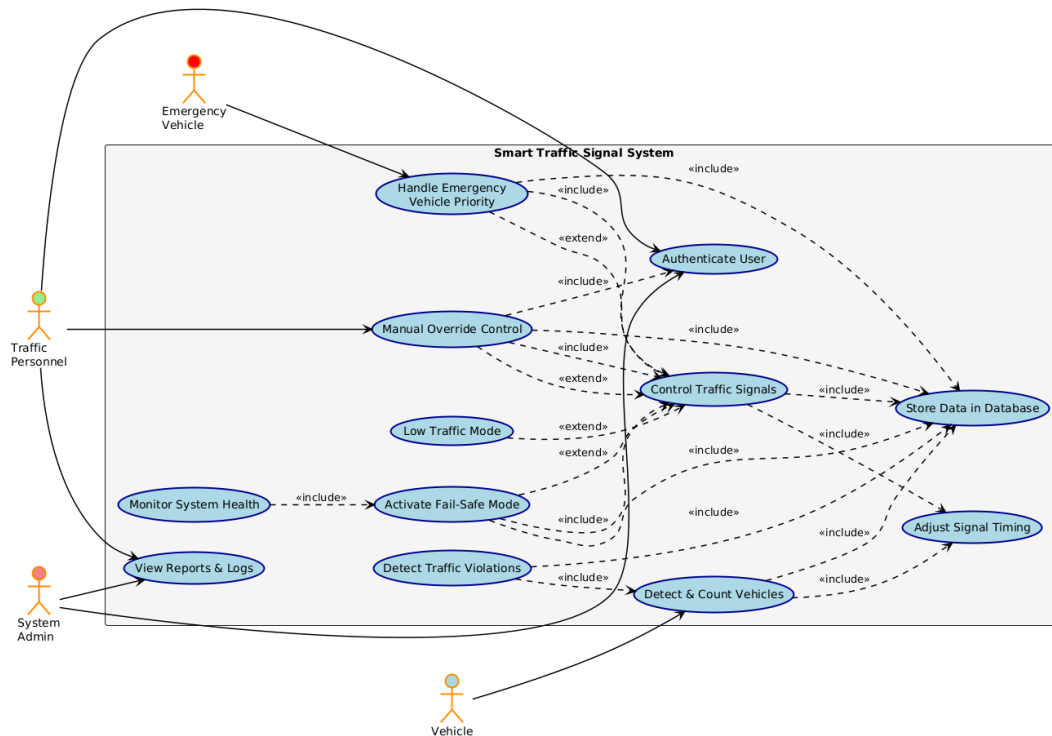 Emergency
Vehicle
Smart Traffic Signal System
«include»
Handle Emergency
Vehicle Priority
«include»
«extend»
Authenticate User
«include»
Traffic
Personnel
Manual Override Control
«include»
«include»
«extend»
Control Traffic Signals
«include»
Store Data in Database
Low Traffic Mode
«extend»
«include»
«extend»
Monitor System Health
«include»
Activate Fail-Safe Mode
«include»
«include»
«include»
Adjust Signal Timing
View Reports & Logs
Detect Traffic Violations
«include»
«include»
Detect & Count Vehicles
System
Admin
Vehicle